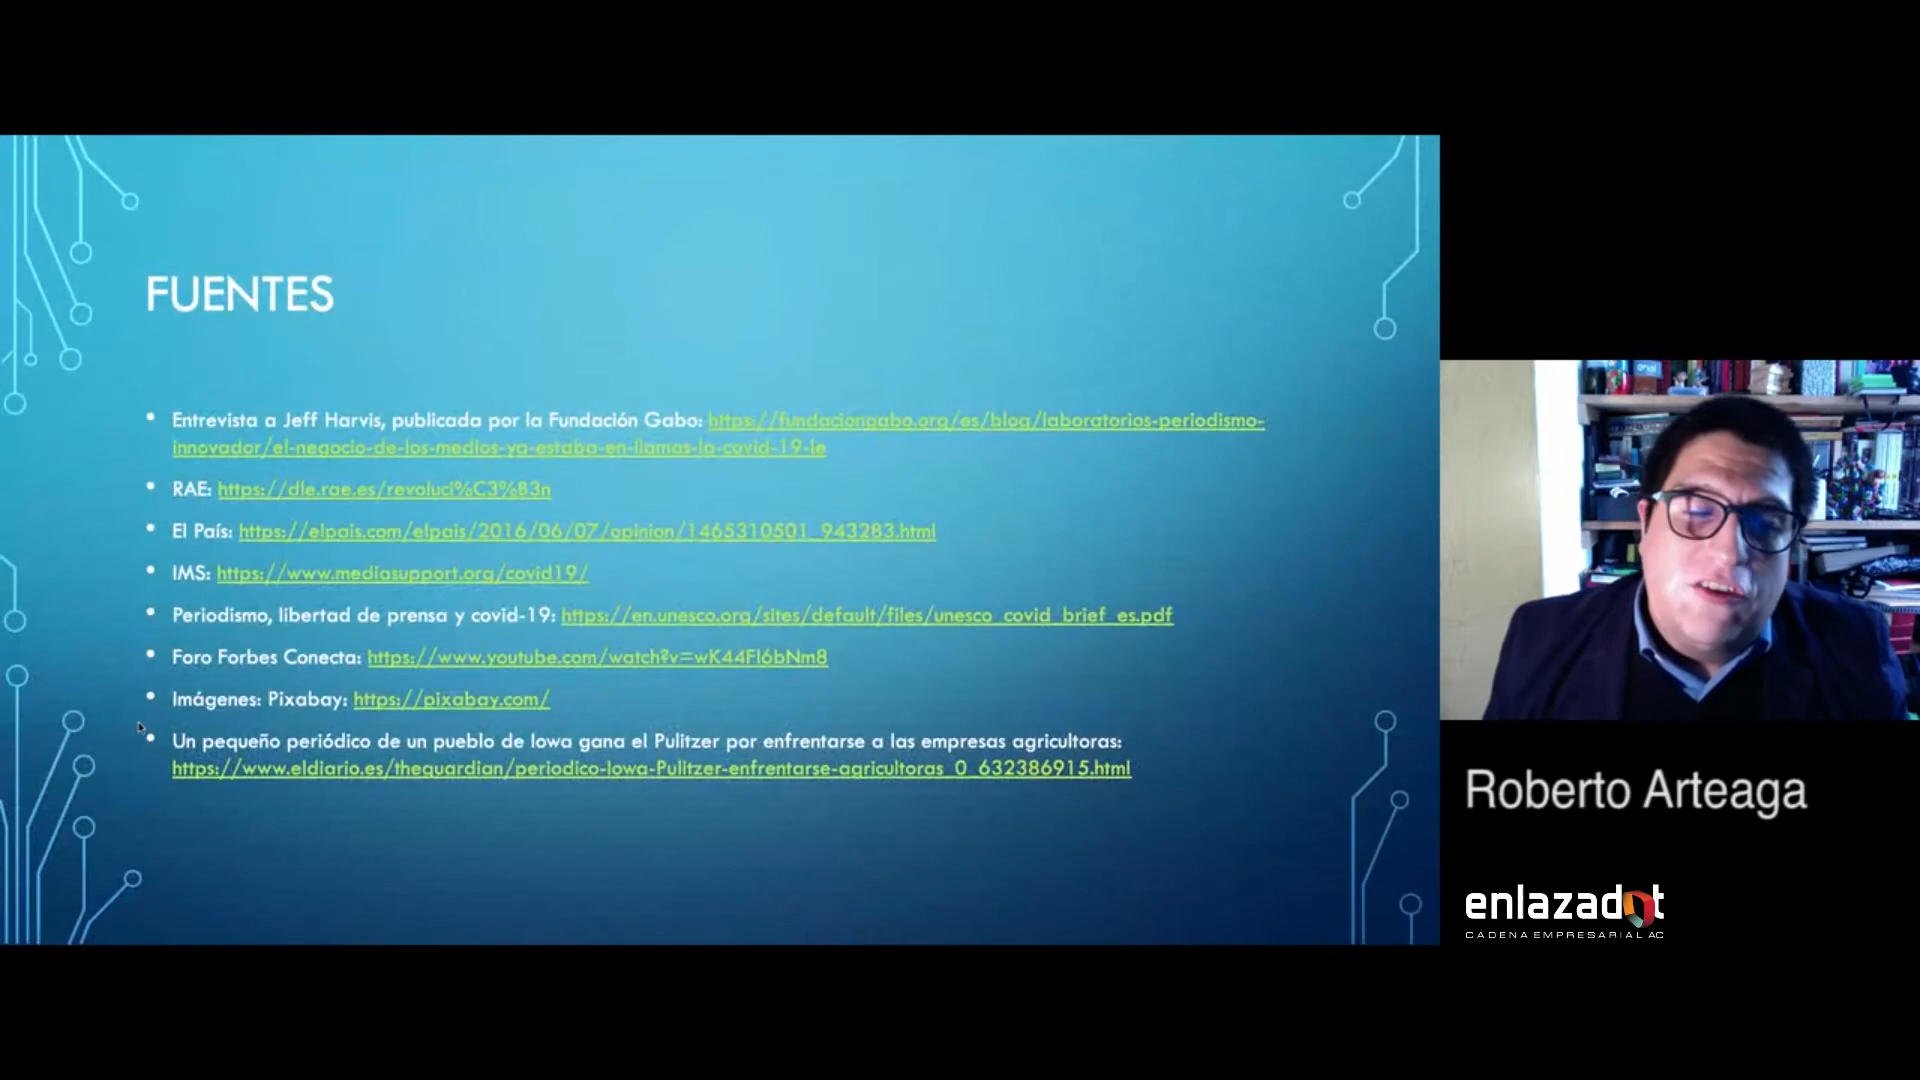 FUENTES
• Entrevista a Jeff Harvis, publicada por la Fundación Gabo: https://fundaciongabo.org/es/blog/laboratorios-periodismo-
innovador/el-negocio-de-los-medios-ya-estaba-en-llamas-la-covid-19-le
• RAE: https://dle.rae.es/revoluci%C3%B3n
• El País: https://elpais.com/elpais/2016/06/07/opinion/1465310501_943283.html
• IMS: https://www.mediasupport.org/covid19/
• Periodismo, libertad de prensa y covid-19: https://en.unesco.org/sites/default/files/unesco_covid_brief_es.pdf
• Foro Forbes Conecta: https://www.youtube.com/watch?v=wK44Fl6bNm8
• Imágenes: Pixabay: https://pixabay.com/
• Un pequeño periódico de un pueblo de Iowa gana el Pulitzer por enfrentarse a las empresas agricultoras:
https://www.eldiario.es/theguardian/periodico-Iowa-Pulitzer-enfrentarse-agricultoras_0_632386915.html
Roberto Arteaga
enlazadot
CADENA EMPRESARIAL AC